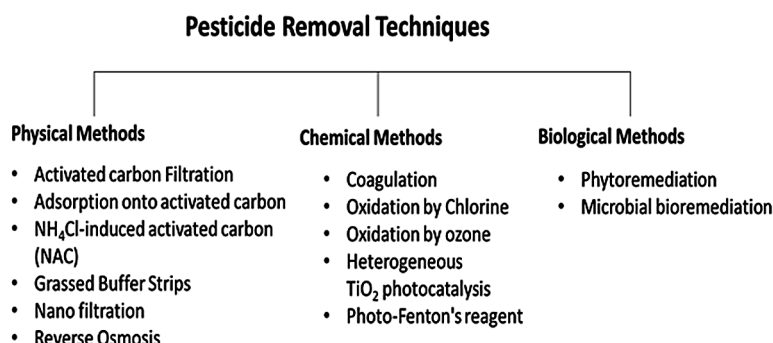 Pesticide Removal Techniques
Physical Methods
• Activated carbon Filtration
• Adsorption onto activated carbon
• NH₄Cl-induced activated carbon
(NAC)
• Grassed Buffer Strips
• Nano filtration
• Reverse Osmosis
Chemical Methods
• Coagulation
• Oxidation by Chlorine
• Oxidation by ozone
• Heterogeneous
TiO₂ photocatalysis
• Photo-Fenton's reagent
Biological Methods
• Phytoremediation
• Microbial bioremediation